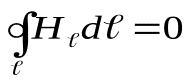 ∮_ℓ H_ℓ dℓ = 0